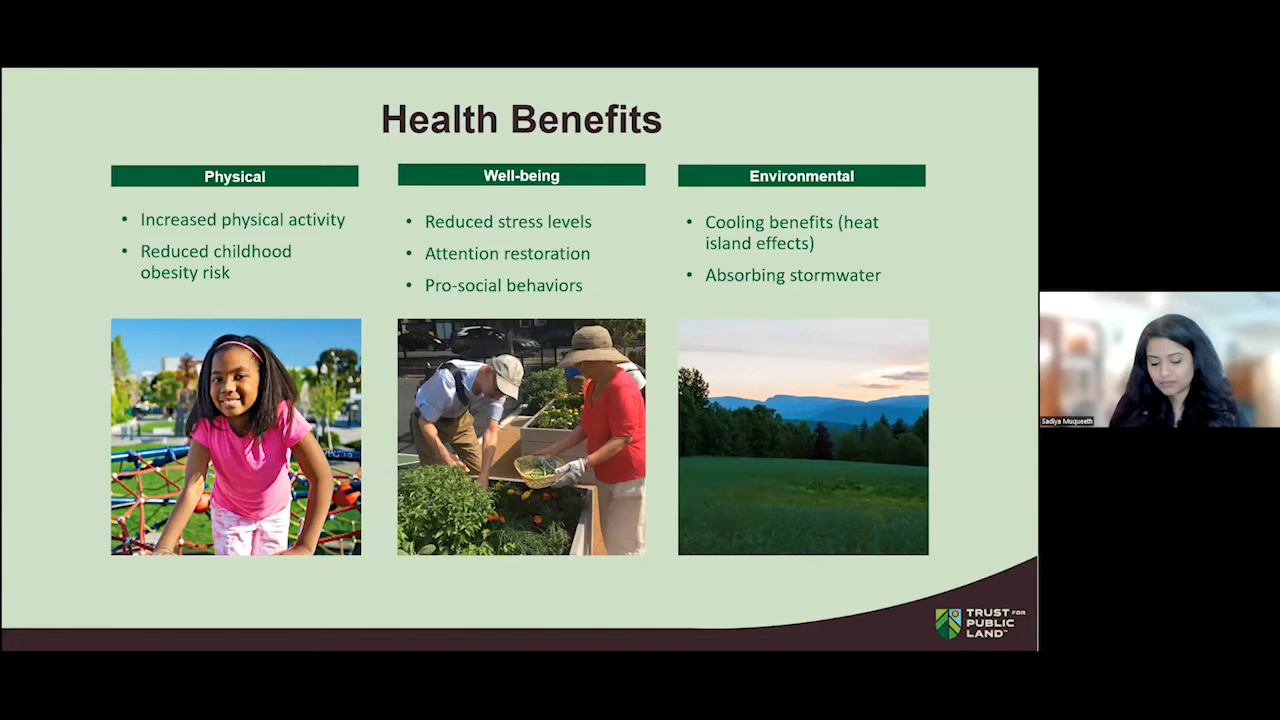 Health Benefits
Physical
• Increased physical activity
• Reduced childhood
obesity risk
Well-being
• Reduced stress levels
• Attention restoration
• Pro-social behaviors
Environmental
• Cooling benefits (heat
island effects)
• Absorbing stormwater
TRUST FOR
PUBLIC
LAND™
Sadiya Muqueeth